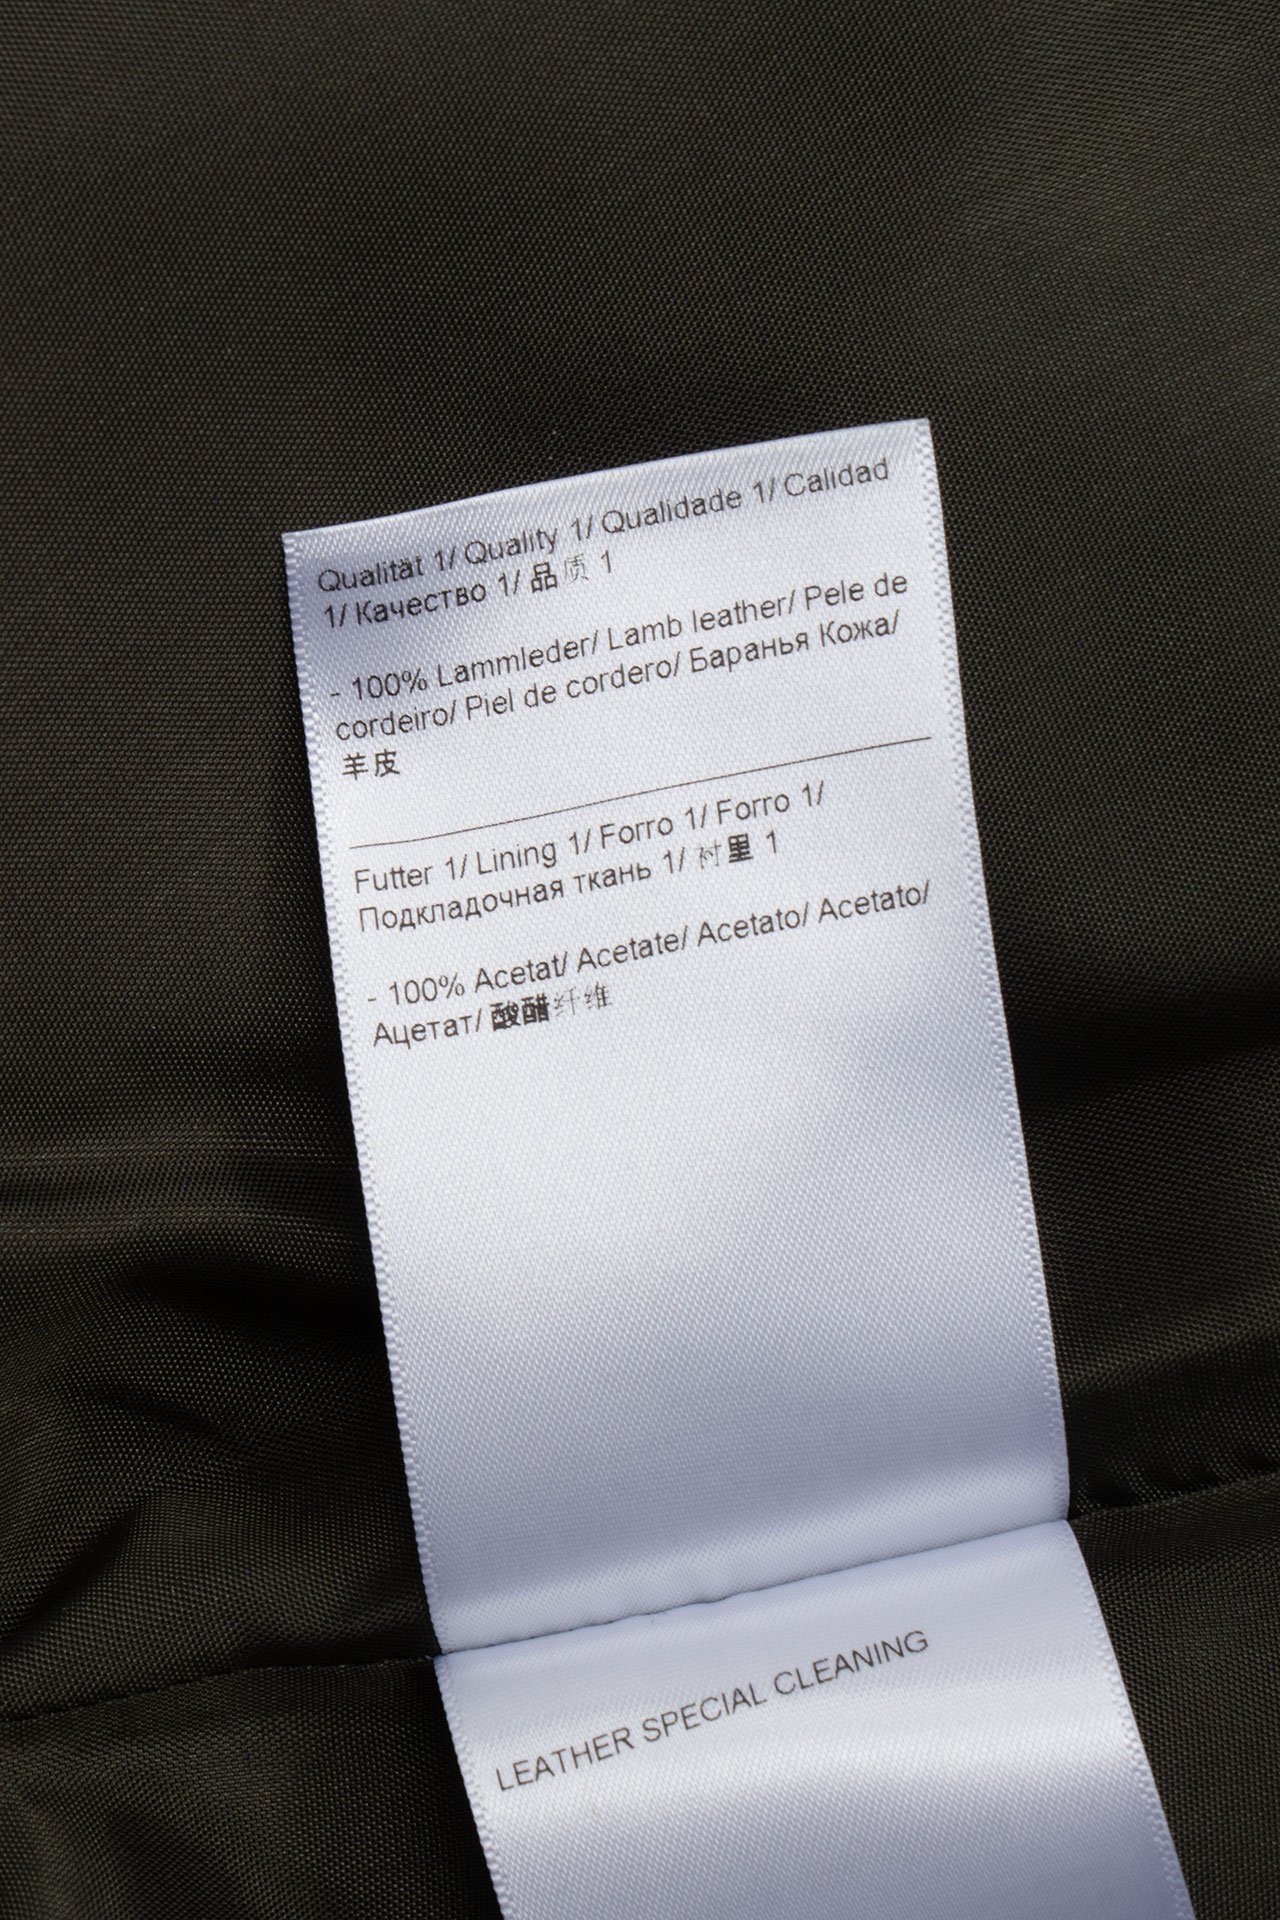 Qualität 1/ Quality 1/ Qualidade 1/ Calidad
1/ Качество 1/ 品质 1
- 100% Lammleder/ Lamb leather/ Pele de
cordeiro/ Piel de cordero/ Баранья Кожа/
羊皮
Futter 1/ Lining 1/ Forro 1/ Forro 1/
Подкладочная ткань 1/ 衬里 1
- 100% Acetat/ Acetate/ Acetato/ Acetato/
Ацетат/ 酸醋纤维
LEATHER SPECIAL CLEANING